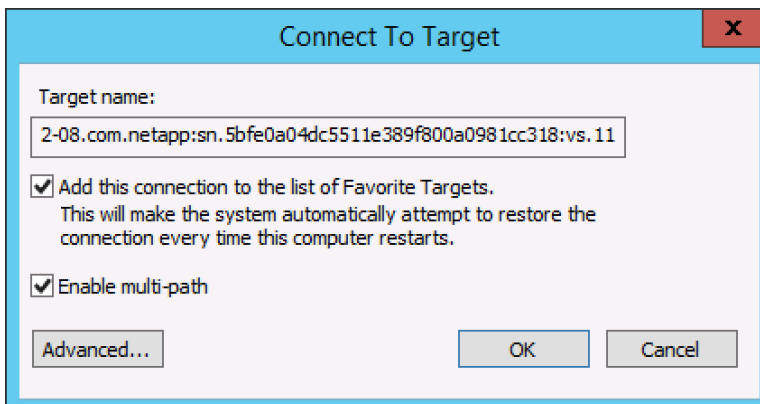 Connect To Target
x
Target name:
2-08.com.netapp:sn.5bfe0a04dc5511e389f800a0981cc318:vs.11
Add this connection to the list of Favorite Targets.
This will make the system automatically attempt to restore the
connection every time this computer restarts.
Enable multi-path
Advanced... OK Cancel